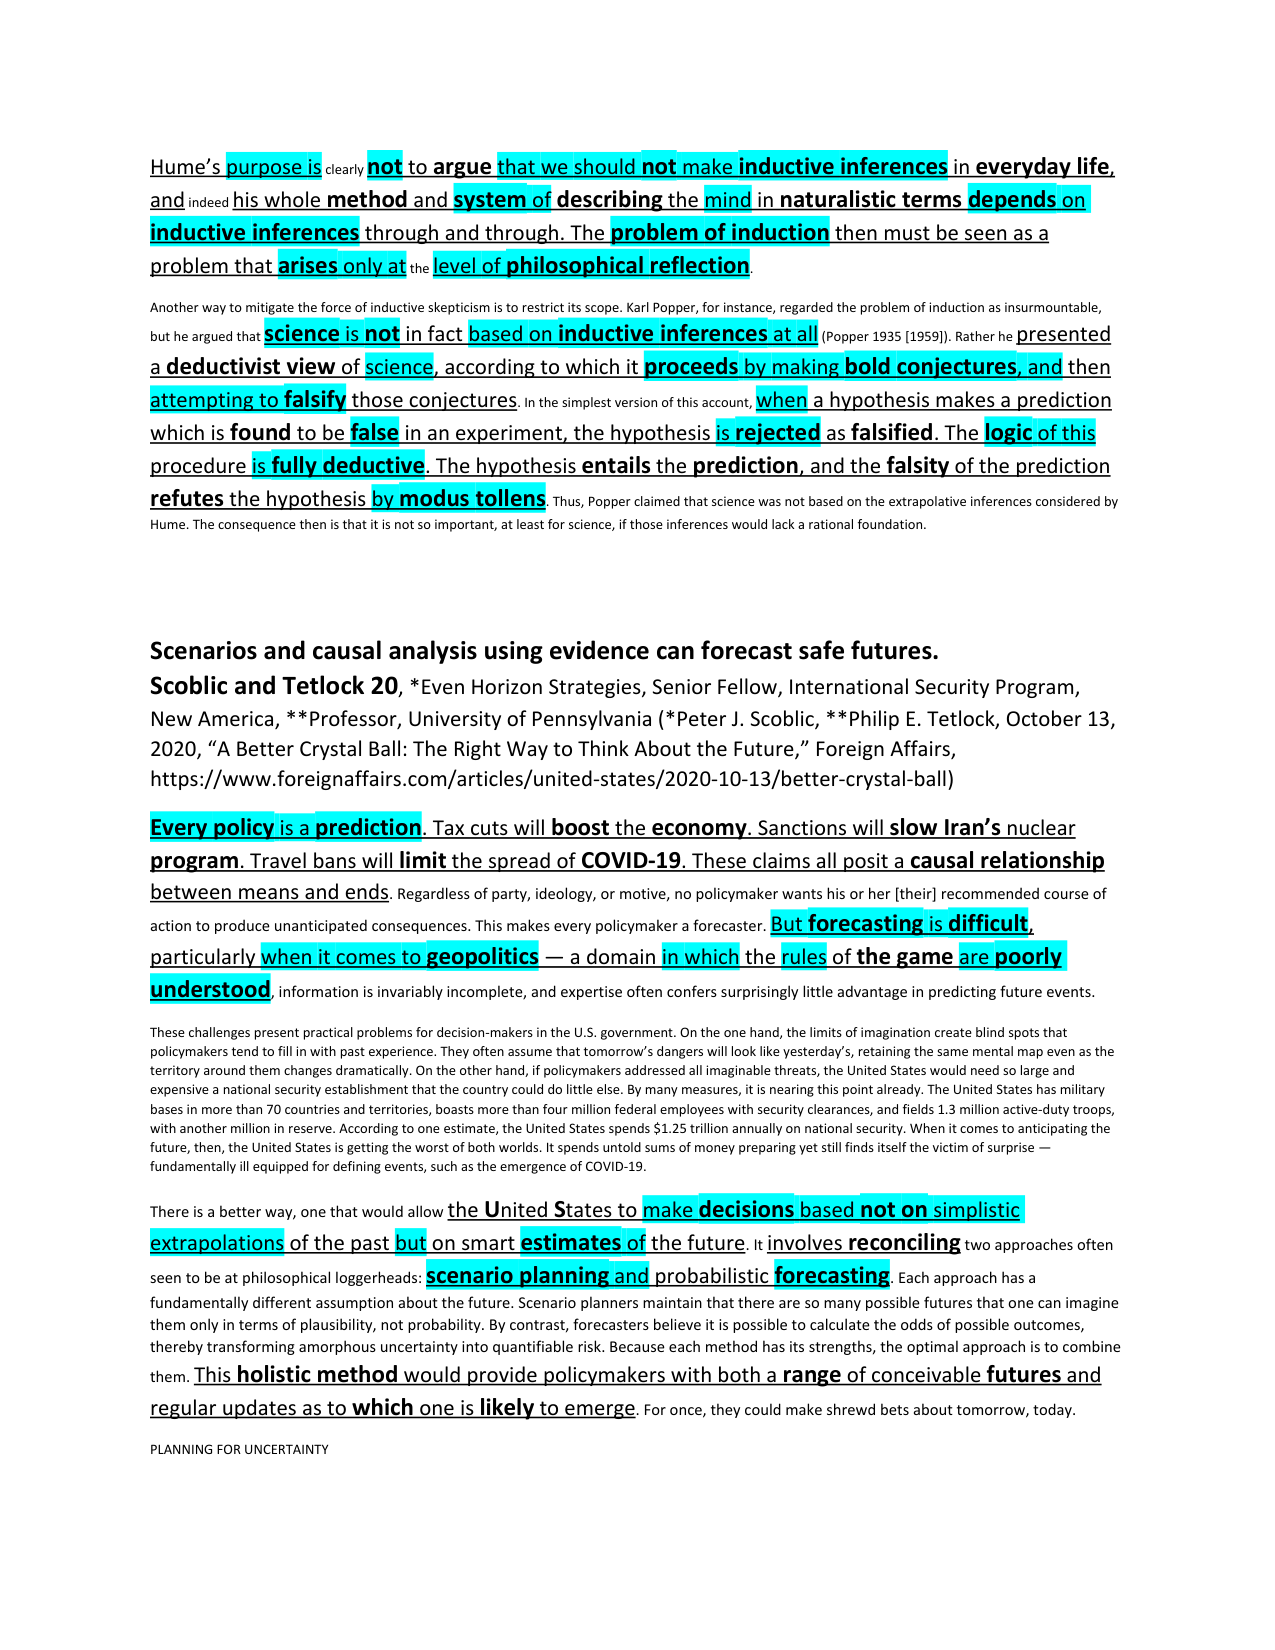 Hume’s purpose is clearly not to argue that we should not make inductive inferences in everyday life,
and indeed his whole method and system of describing the mind in naturalistic terms depends on
inductive inferences through and through. The problem of induction then must be seen as a
problem that arises only at the level of philosophical reflection.
Another way to mitigate the force of inductive skepticism is to restrict its scope. Karl Popper, for instance, regarded the problem of induction as insurmountable,
but he argued that science is not in fact based on inductive inferences at all (Popper 1935 [1959]). Rather he presented
a deductivist view of science, according to which it proceeds by making bold conjectures, and then
attempting to falsify those conjectures. In the simplest version of this account, when a hypothesis makes a prediction
which is found to be false in an experiment, the hypothesis is rejected as falsified. The logic of this
procedure is fully deductive. The hypothesis entails the prediction, and the falsity of the prediction
refutes the hypothesis by modus tollens. Thus, Popper claimed that science was not based on the extrapolative inferences considered by
Hume. The consequence then is that it is not so important, at least for science, if those inferences would lack a rational foundation.
Scenarios and causal analysis using evidence can forecast safe futures.
Scoblic and Tetlock 20, *Even Horizon Strategies, Senior Fellow, International Security Program,
New America, **Professor, University of Pennsylvania (*Peter J. Scoblic, **Philip E. Tetlock, October 13,
2020, “A Better Crystal Ball: The Right Way to Think About the Future,” Foreign Affairs,
https://www.foreignaffairs.com/articles/united-states/2020-10-13/better-crystal-ball)
Every policy is a prediction. Tax cuts will boost the economy. Sanctions will slow Iran’s nuclear
program. Travel bans will limit the spread of COVID-19. These claims all posit a causal relationship
between means and ends. Regardless of party, ideology, or motive, no policymaker wants his or her [their] recommended course of
action to produce unanticipated consequences. This makes every policymaker a forecaster. But forecasting is difficult,
particularly when it comes to geopolitics — a domain in which the rules of the game are poorly
understood, information is invariably incomplete, and expertise often confers surprisingly little advantage in predicting future events.
These challenges present practical problems for decision-makers in the U.S. government. On the one hand, the limits of imagination create blind spots that
policymakers tend to fill in with past experience. They often assume that tomorrow’s dangers will look like yesterday’s, retaining the same mental map even as the
territory around them changes dramatically. On the other hand, if policymakers addressed all imaginable threats, the United States would need so large and
expensive a national security establishment that the country could do little else. By many measures, it is nearing this point already. The United States has military
bases in more than 70 countries and territories, boasts more than four million federal employees with security clearances, and fields 1.3 million active-duty troops,
with another million in reserve. According to one estimate, the United States spends $1.25 trillion annually on national security. When it comes to anticipating the
future, then, the United States is getting the worst of both worlds. It spends untold sums of money preparing yet still finds itself the victim of surprise —
fundamentally ill equipped for defining events, such as the emergence of COVID-19.
There is a better way, one that would allow the United States to make decisions based not on simplistic
extrapolations of the past but on smart estimates of the future. It involves reconciling two approaches often
seen to be at philosophical loggerheads: scenario planning and probabilistic forecasting. Each approach has a
fundamentally different assumption about the future. Scenario planners maintain that there are so many possible futures that one can imagine
them only in terms of plausibility, not probability. By contrast, forecasters believe it is possible to calculate the odds of possible outcomes,
thereby transforming amorphous uncertainty into quantifiable risk. Because each method has its strengths, the optimal approach is to combine
them. This holistic method would provide policymakers with both a range of conceivable futures and
regular updates as to which one is likely to emerge. For once, they could make shrewd bets about tomorrow, today.
PLANNING FOR UNCERTAINTY